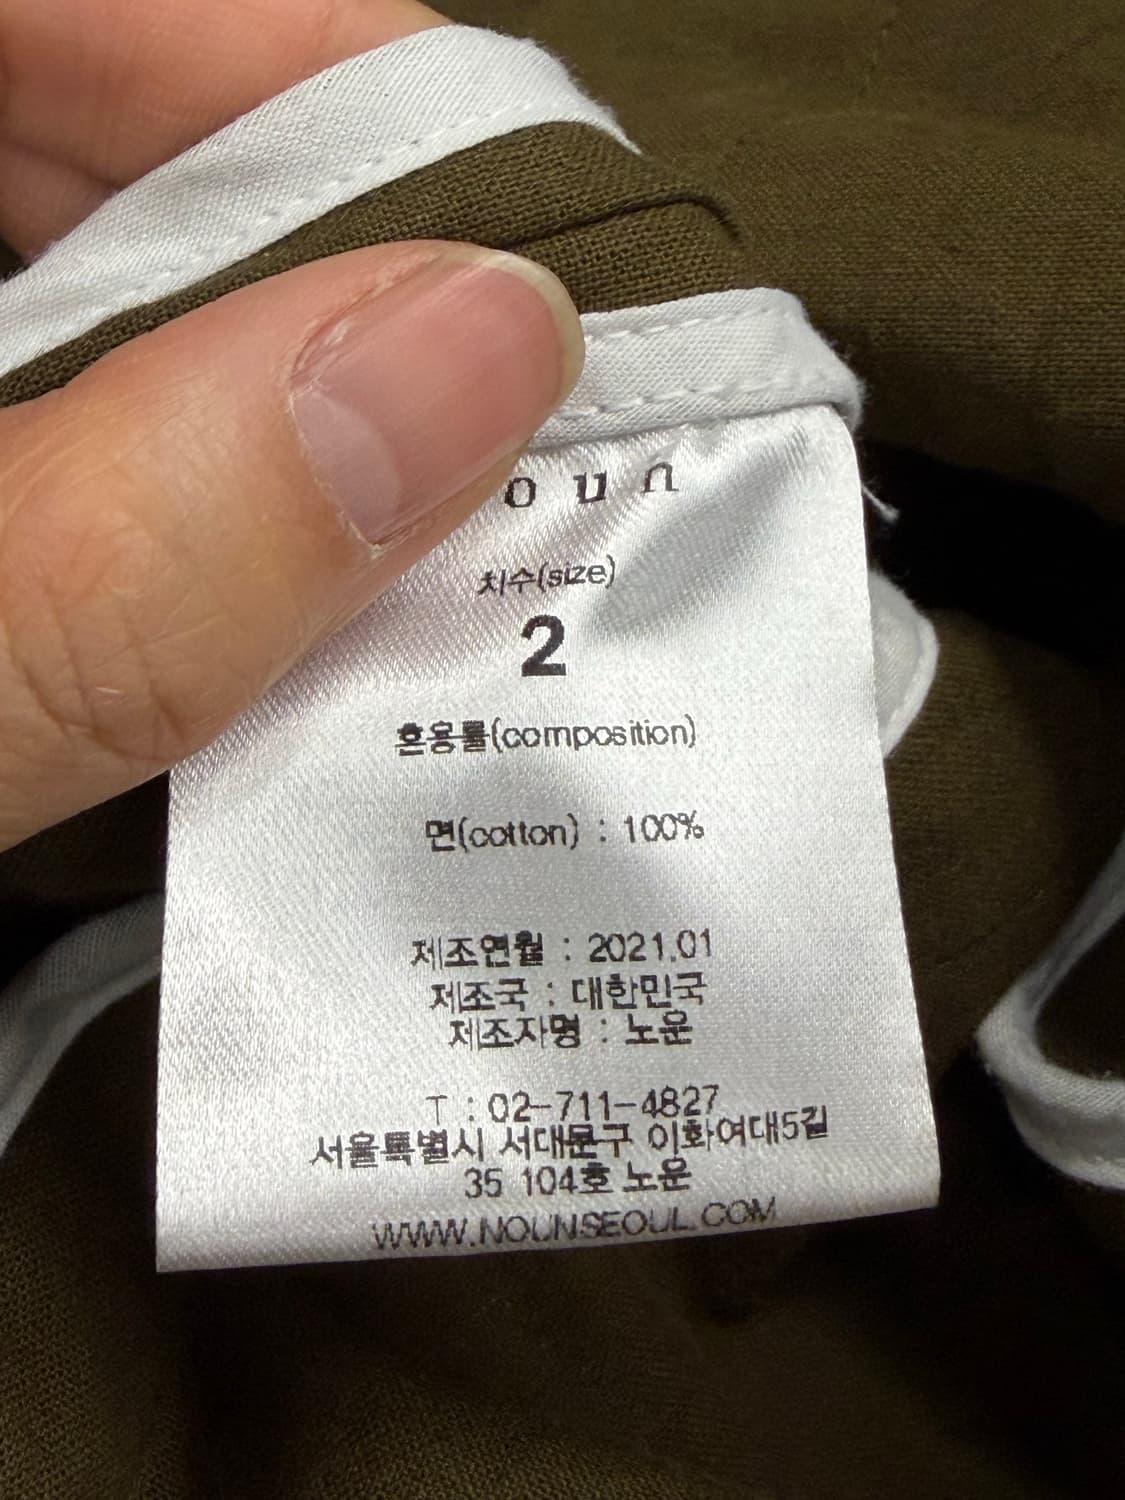 oun
치수(size)
2
혼용률(composition)
면(cotton) : 100%
제조연월 : 2021.01
제조국 : 대한민국
제조자명 : 노운
T : 02-711-4827
서울특별시 서대문구 이화여대5길
35 104호 노운
WWW.NOUNSEOUL.COM